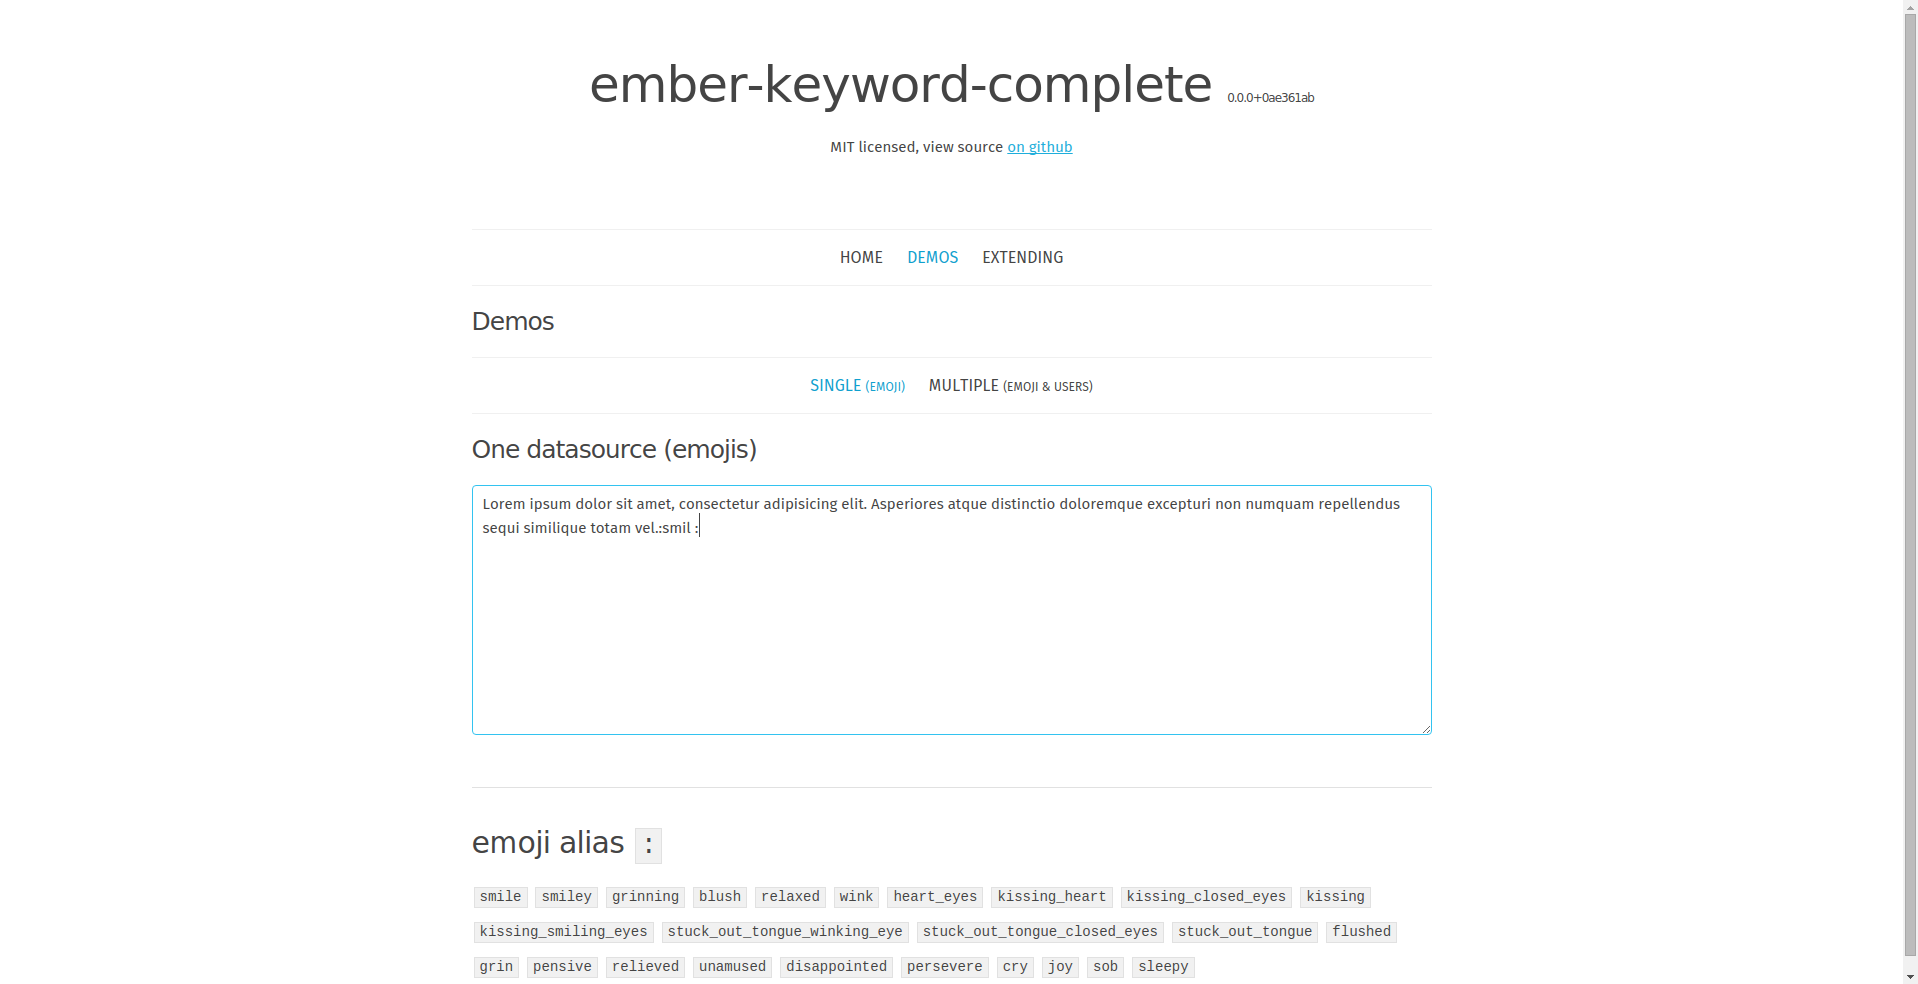 ember-keyword-complete 0.0.0+0ae361ab
MIT licensed, view source on github
HOME DEMOS EXTENDING
Demos
SINGLE (EMOJI) MULTIPLE (EMOJI & USERS)
One datasource (emojis)
Lorem ipsum dolor sit amet, consectetur adipisicing elit. Asperiores atque distinctio doloremque excepturi non numquam repellendus
sequi similique totam vel.:smil :
emoji alias :
smile smiley grinning blush relaxed wink heart_eyes kissing_heart kissing_closed_eyes kissing
kissing_smiling_eyes stuck_out_tongue_winking_eye stuck_out_tongue_closed_eyes stuck_out_tongue flushed
grin pensive relieved unamused disappointed persevere cry joy sob sleepy